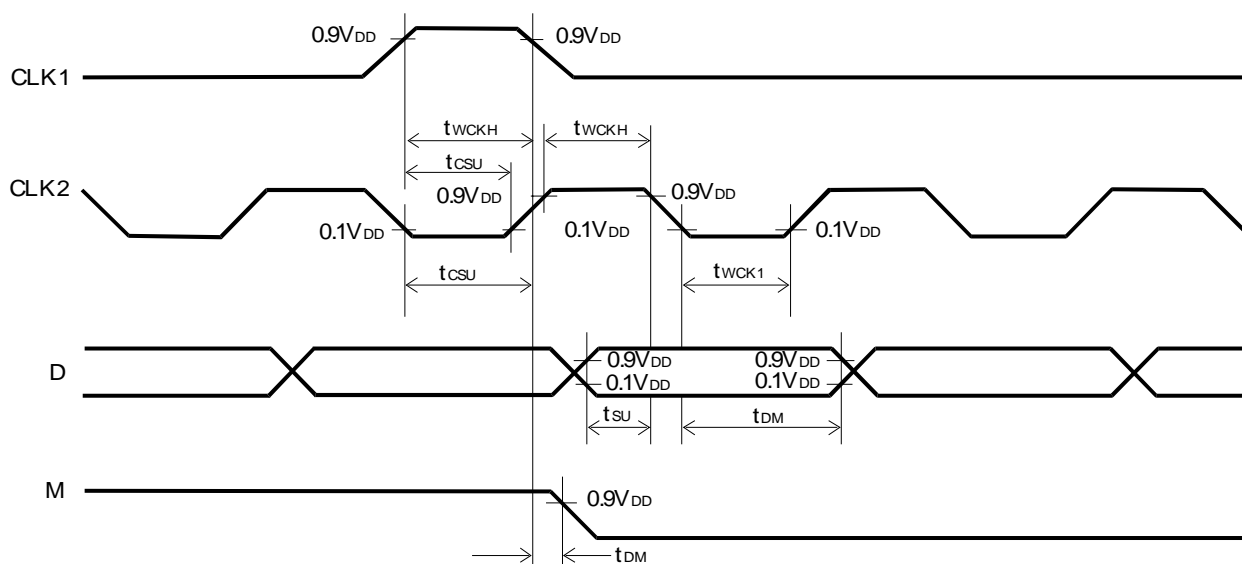 0.9VDD
0.9VDD
CLK1
tWCKH
tWCKH
tCSU
CLK2
0.9VDD
0.9VDD
0.1VDD
0.1VDD
0.1VDD
tCSU
tWCK1
D
0.9VDD
0.9VDD
0.1VDD
0.1VDD
tSU
tDM
M
0.9VDD
tDM